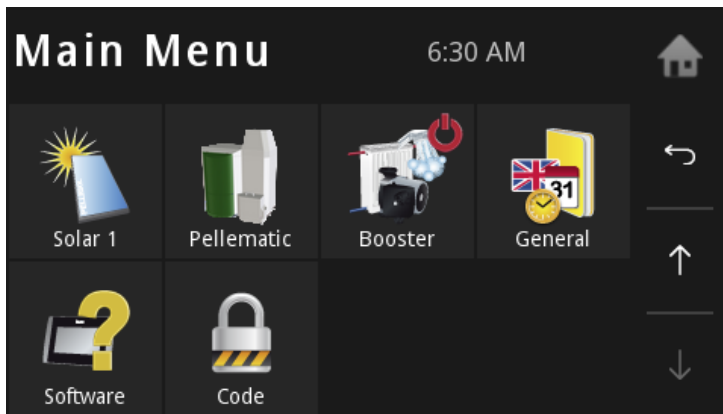 Main Menu
6:30 AM
Solar 1
Pellematic
Booster
31
General
Software
Code